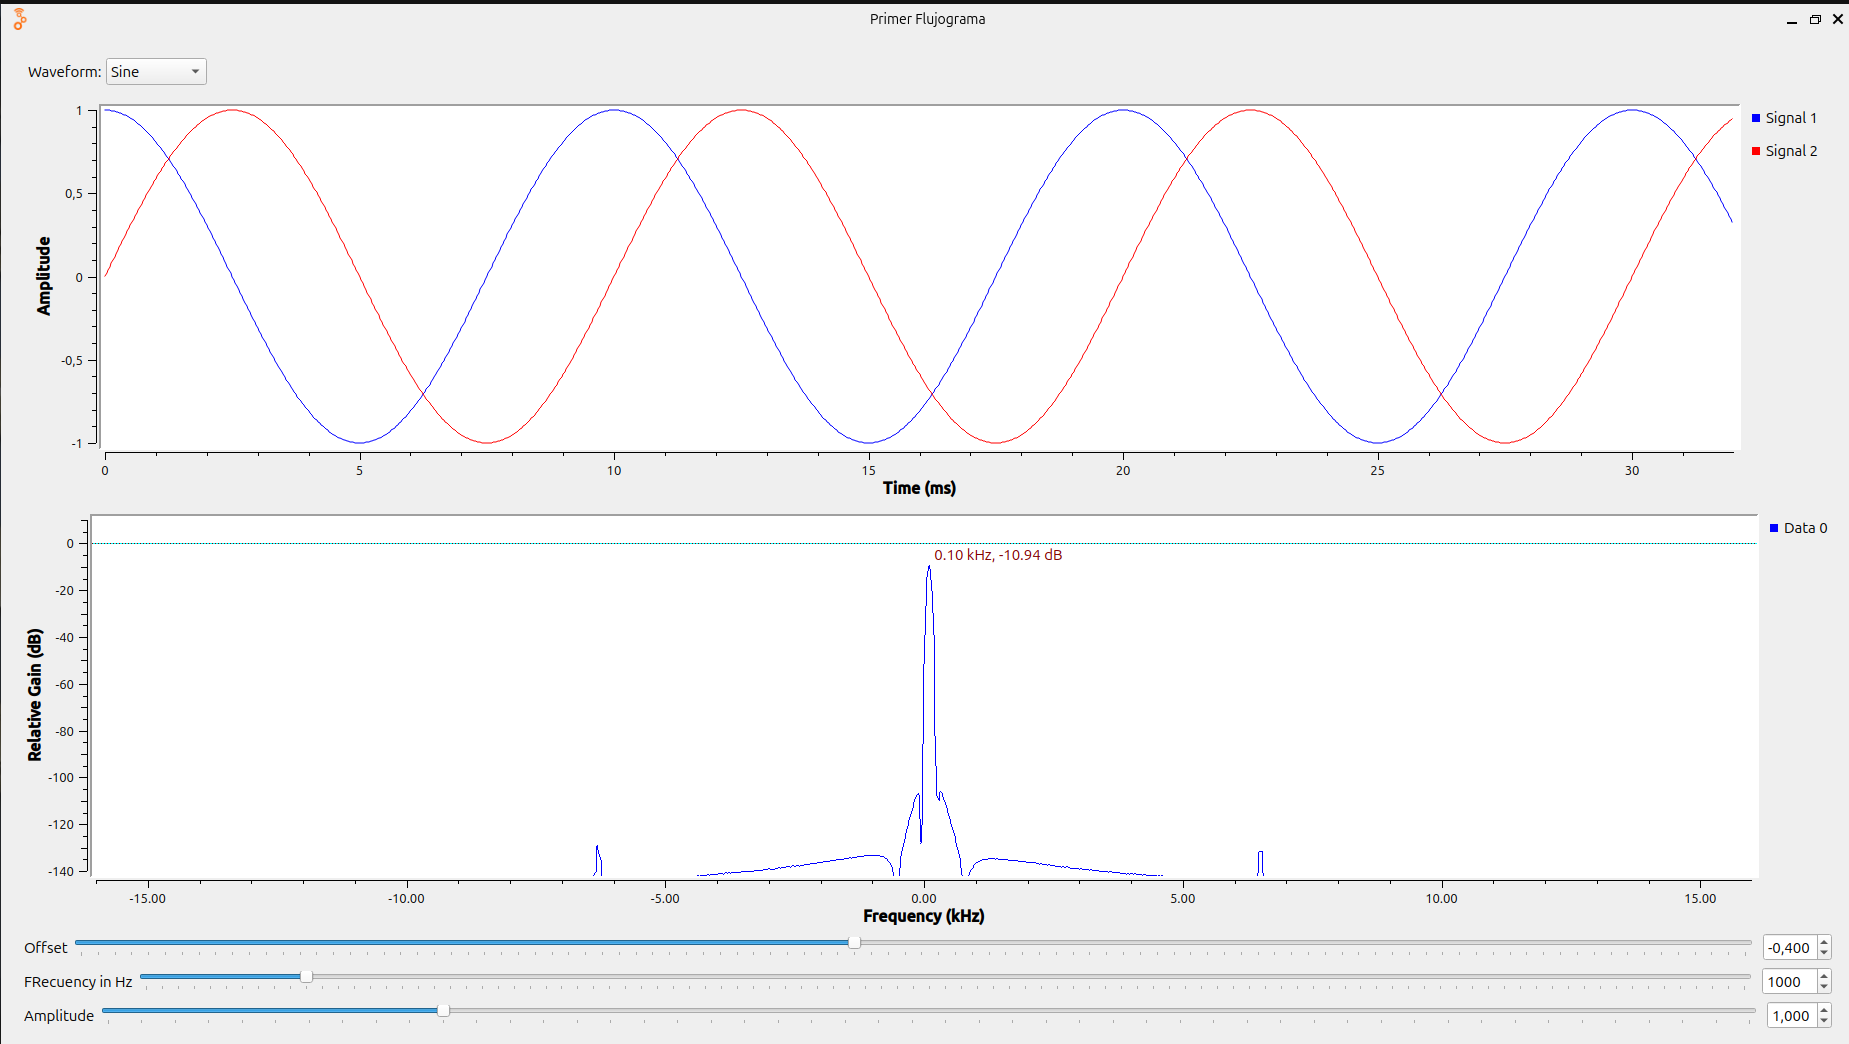 Primer Flujograma
Waveform: Sine
1
0,5
0
-0,5
-1
Amplitude
0 5 10 15 20 25 30
Time (ms)
Signal 1
Signal 2
0
-20
-40
-60
-80
-100
-120
-140
Relative Gain (dB)
0.10 kHz, -10.94 dB
Data 0
-15.00 -10.00 -5.00 0.00 5.00 10.00 15.00
Frequency (kHz)
Offset -0,400
FRecuency in Hz 1000
Amplitude 1,000